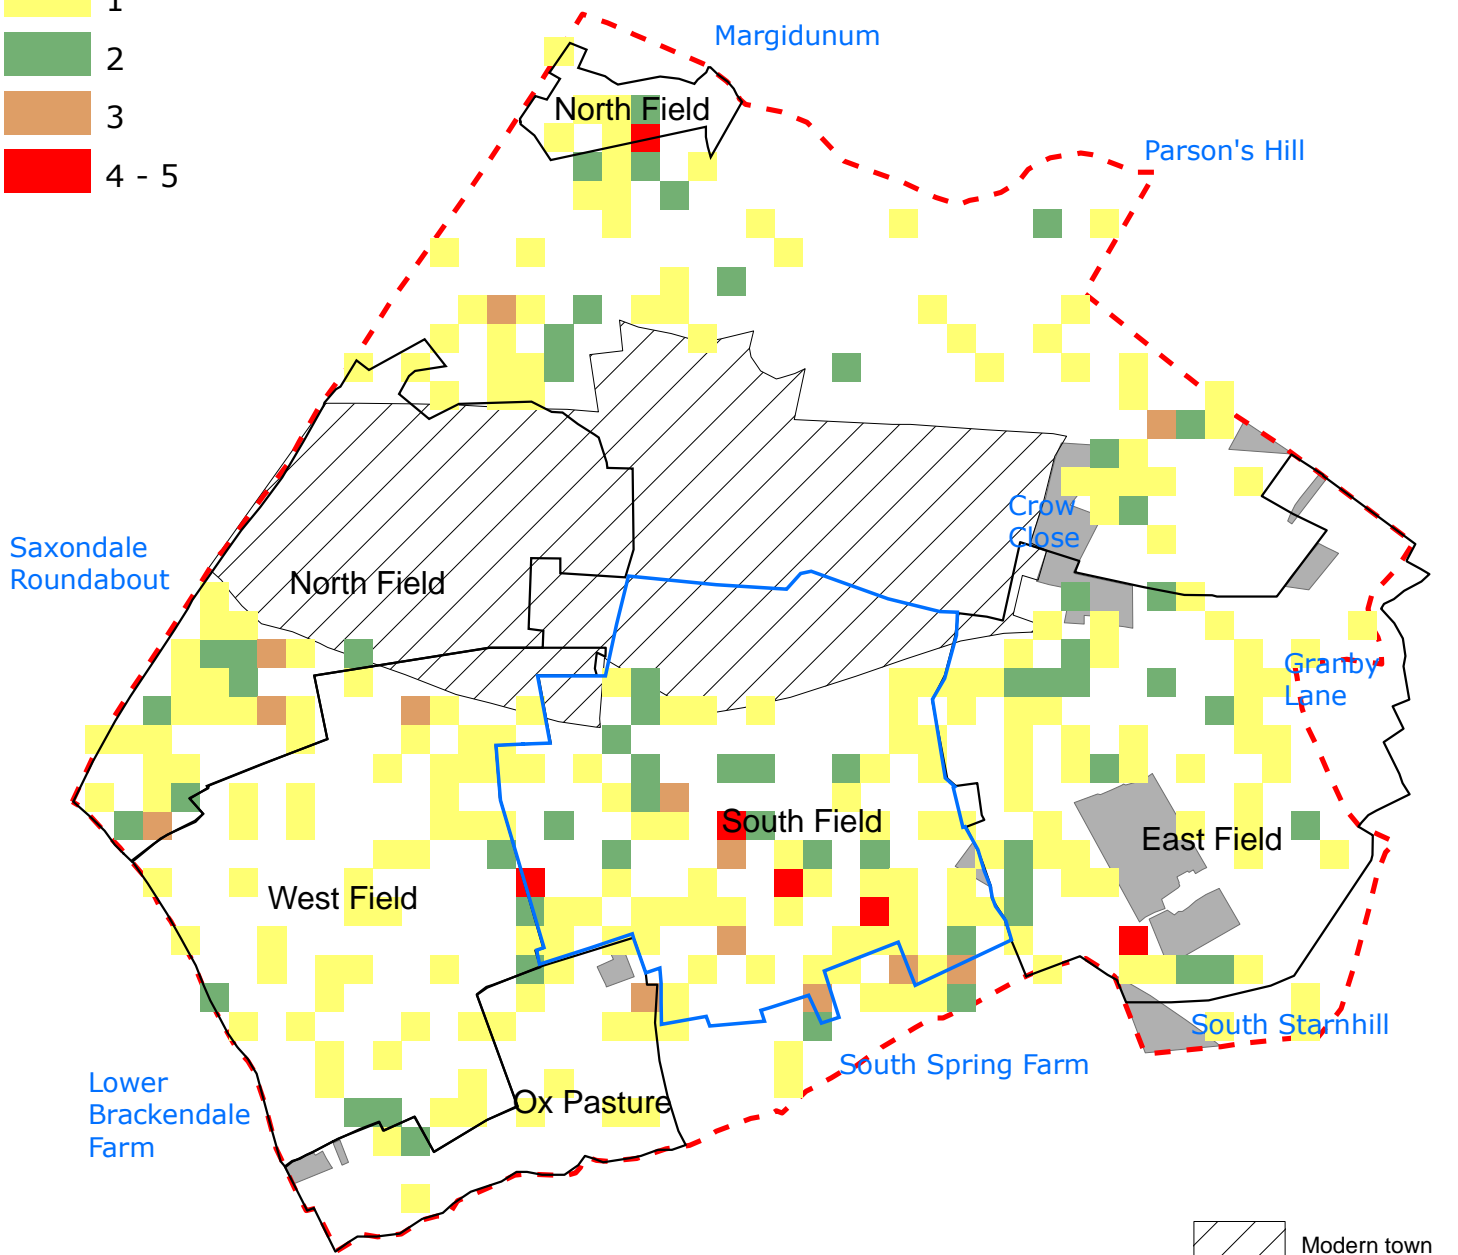 1
2
3
4 - 5
Margidunum
North Field
Parson's Hill
Crow
Close
Saxondale
Roundabout
North Field
Granby
Lane
South Field
East Field
West Field
South Starnhill
South Spring Farm
Lower
Brackendale
Farm
Ox Pasture
Modern town